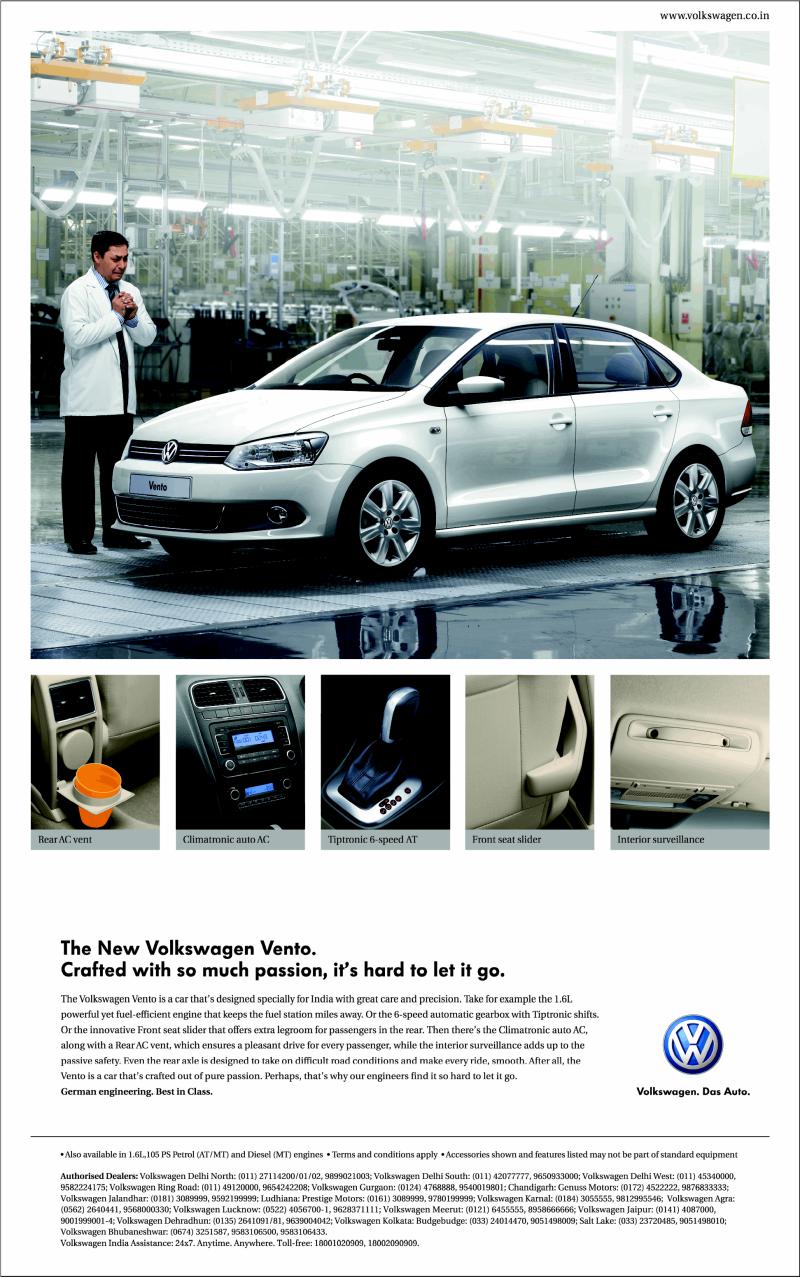 www.volkswagen.co.in
Vento
Rear AC vent
Climatronic auto AC
Tiptronic 6-speed AT
Front seat slider
Interior surveillance
The New Volkswagen Vento.
Crafted with so much passion, it's hard to let it go.
The Volkswagen Vento is a car that's designed specially for India with great care and precision. Take for example the 1.6L
powerful yet fuel-efficient engine that keeps the fuel station miles away. Or the 6-speed automatic gearbox with Tiptronic shifts.
Or the innovative Front seat slider that offers extra legroom for passengers in the rear. Then there's the Climatronic auto AC,
along with a Rear AC vent, which ensures a pleasant drive for every passenger, while the interior surveillance adds up to the
passive safety. Even the rear axle is designed to take on difficult road conditions and make every ride, smooth. After all, the
Vento is a car that's crafted out of pure passion. Perhaps, that's why our engineers find it so hard to let it go.
German engineering. Best in Class.
Volkswagen. Das Auto.
• Also available in 1.6L,105 PS Petrol (AT/MT) and Diesel (MT) engines • Terms and conditions apply • Accessories shown and features listed may not be part of standard equipment
Authorised Dealers: Volkswagen Delhi North: (011) 27114200/01/02, 9899021003; Volkswagen Delhi South: (011) 42077777, 9650933000; Volkswagen Delhi West: (011) 45340000,
9582224175; Volkswagen Ring Road: (011) 49120000, 9654242208; Volkswagen Gurgaon: (0124) 4768888, 9540019801; Chandigarh: Genuss Motors: (0172) 4522222, 9876833333;
Volkswagen Jalandhar: (0181) 3089999, 9592199999; Ludhiana: Prestige Motors: (0161) 3089999, 9780199999; Volkswagen Karnal: (0184) 3055555, 9812995546; Volkswagen Agra:
(0562) 2640441, 9568000330; Volkswagen Lucknow: (0522) 4056700-1, 9628371111; Volkswagen Meerut: (0121) 6455555, 8958666666; Volkswagen Jaipur: (0141) 4087000,
9001999001-4; Volkswagen Dehradhun: (0135) 2641091/81, 9639004042; Volkswagen Kolkata: Budgebudge: (033) 24014470, 9051498009; Salt Lake: (033) 23720485, 9051498010;
Volkswagen Bhubaneshwar: (0674) 3251587, 9583106500, 9583106433.
Volkswagen India Assistance: 24x7. Anytime. Anywhere. Toll-free: 18001020909, 18002090909.